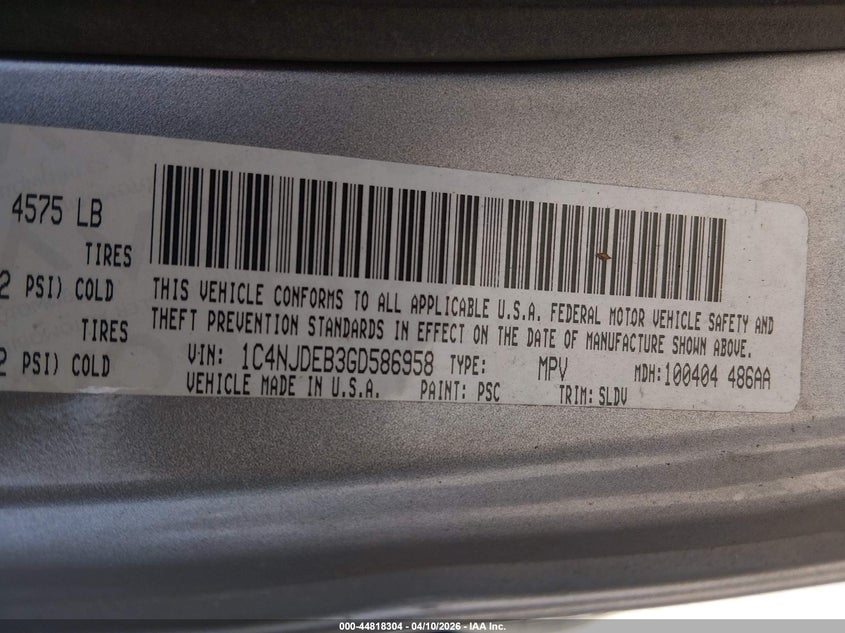 4575 LB
TIRES
2 PSI) COLD
TIRES
2 PSI) COLD
THIS VEHICLE CONFORMS TO ALL APPLICABLE U.S.A. FEDERAL MOTOR VEHICLE SAFETY AND
THEFT PREVENTION STANDARDS IN EFFECT ON THE DATE OF MANUFACTURE SHOWN ABOVE.
VIN: 1C4NJDEB3GD586958 TYPE: MPV MDH:100404 486AA
VEHICLE MADE IN U.S.A. PAINT: PSC TRIM: SLDV
000-44818304 - 04/10/2026 - IAA Inc.